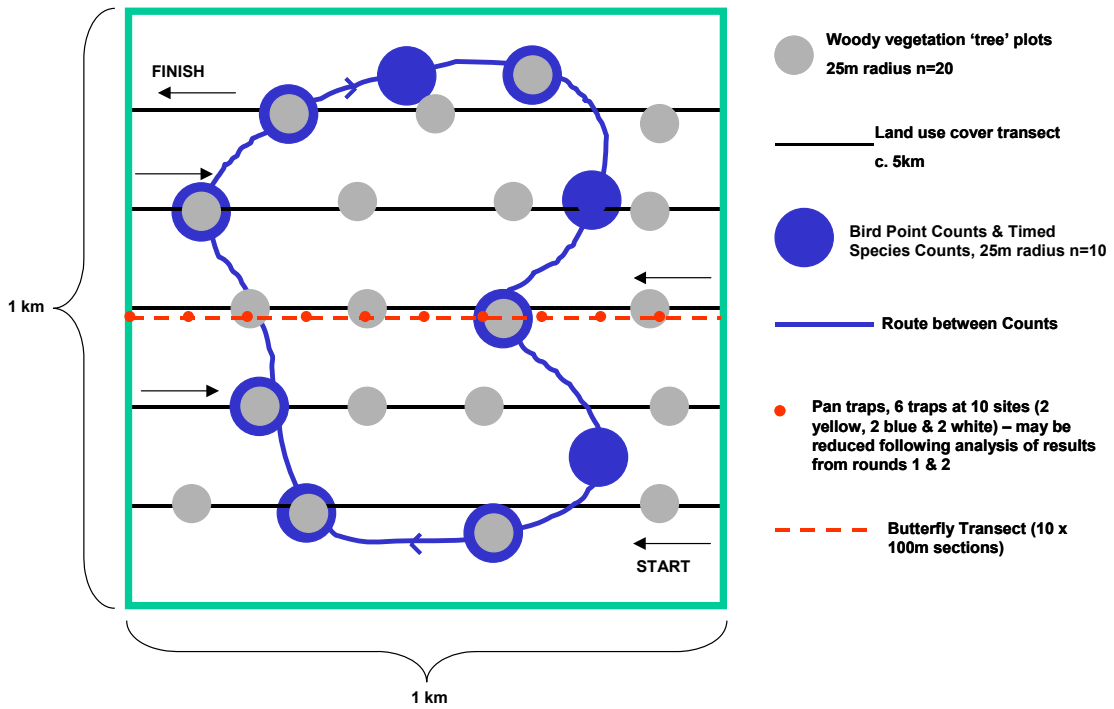 FINISH
1 km
START
1 km
Woody vegetation ‘tree’ plots
25m radius n=20
Land use cover transect
c. 5km
Bird Point Counts & Timed
Species Counts, 25m radius n=10
Route between Counts
Pan traps, 6 traps at 10 sites (2
yellow, 2 blue & 2 white) – may be
reduced following analysis of results
from rounds 1 & 2
Butterfly Transect (10 x
100m sections)